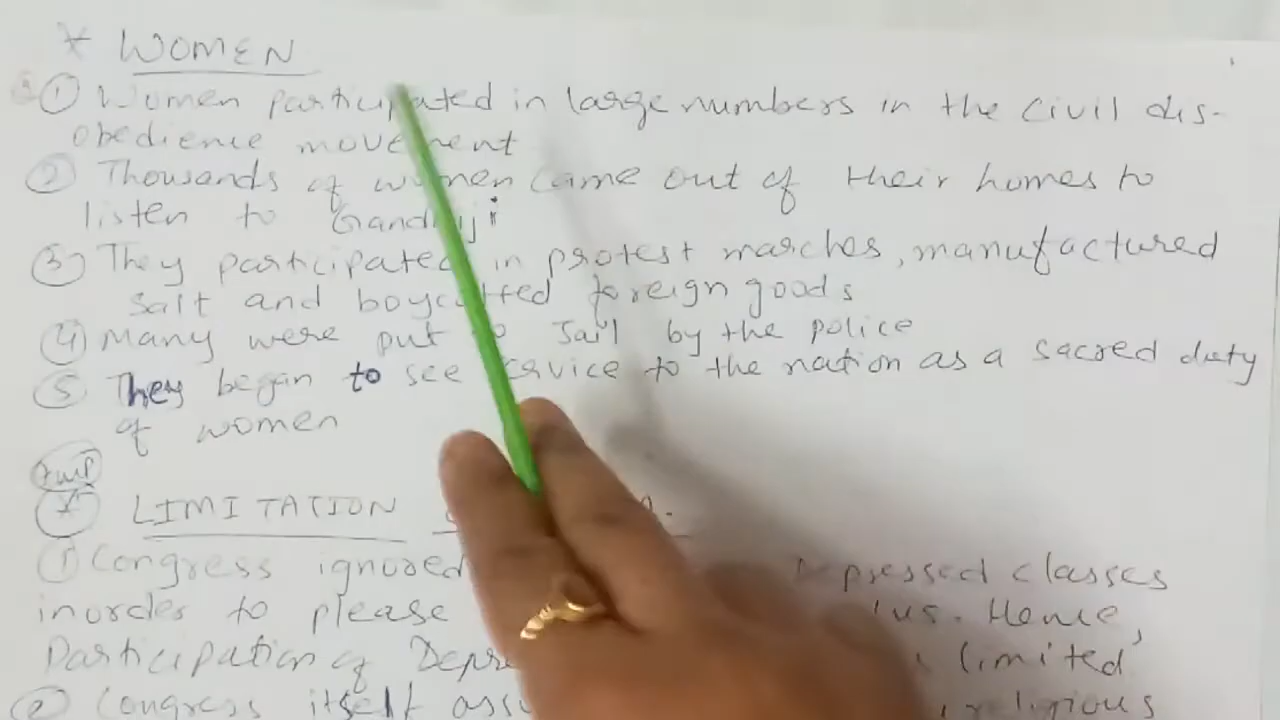 * WOMEN
① Women participated in large numbers in the civil dis-
obedience movement
② Thousands of women came out of their homes to
listen to Gandhiji
③ They participated in protest marches, manufactured
salt and boycotted foreign goods
④ Many were put to Jail by the police
⑤ They began to see service to the nation as a sacred duty
of women
* LIMITATION
① Congress ignored Depressed classes
inorder to please Hence,
Participation of limited
② Congress itself religious